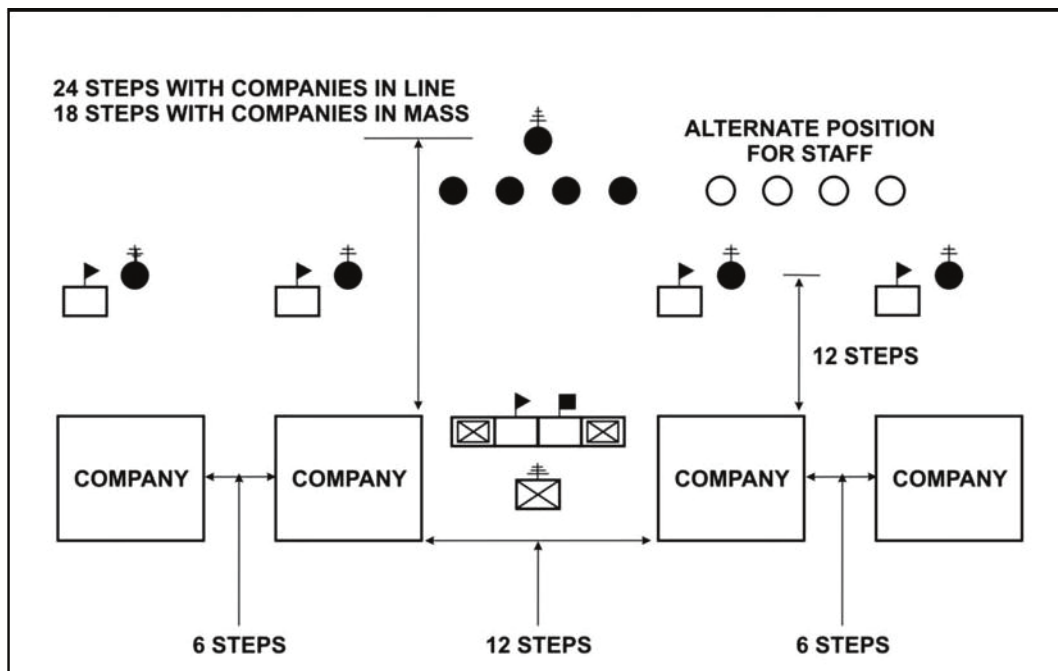 24 STEPS WITH COMPANIES IN LINE
18 STEPS WITH COMPANIES IN MASS
ALTERNATE POSITION
FOR STAFF
12 STEPS
COMPANY
COMPANY
COMPANY
COMPANY
6 STEPS
12 STEPS
6 STEPS